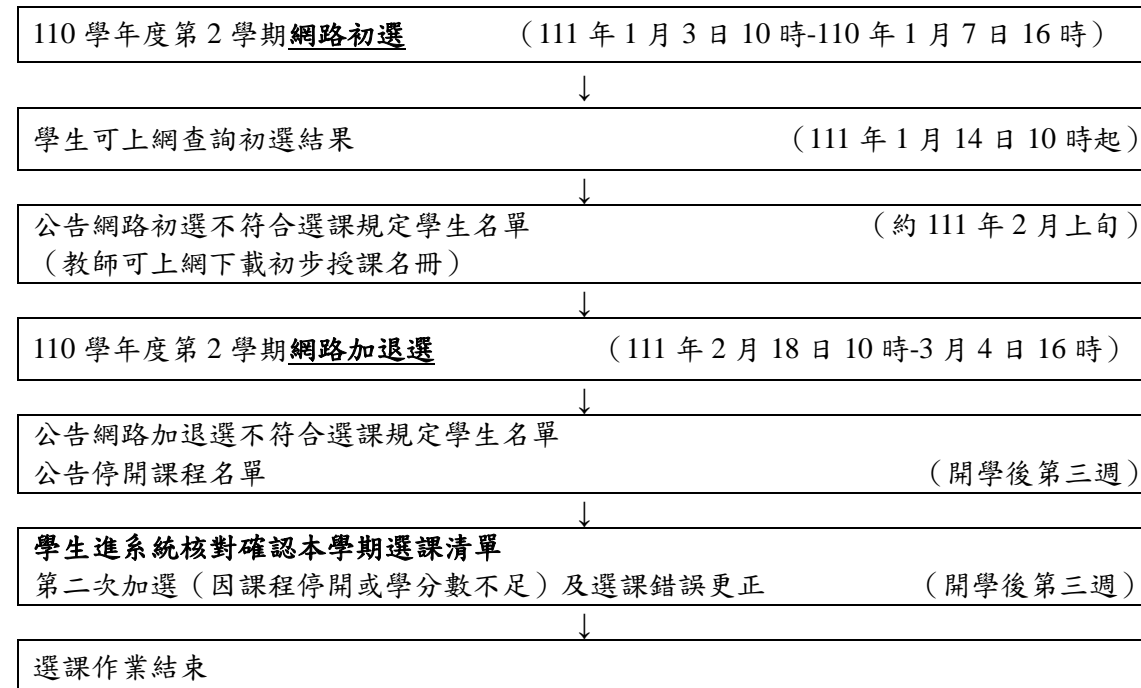 110 學年度第 2 學期網路初選 （111 年 1 月 3 日 10 時-110 年 1 月 7 日 16 時）
↓
學生可上網查詢初選結果 （111 年 1 月 14 日 10 時起）
↓
公告網路初選不符合選課規定學生名單 （約 111 年 2 月上旬）
（教師可上網下載初步授課名冊）
↓
110 學年度第 2 學期網路加退選 （111 年 2 月 18 日 10 時-3 月 4 日 16 時）
↓
公告網路加退選不符合選課規定學生名單
公告停開課程名單 （開學後第三週）
↓
學生進系統核對確認本學期選課清單
第二次加選（因課程停開或學分數不足）及選課錯誤更正 （開學後第三週）
↓
選課作業結束